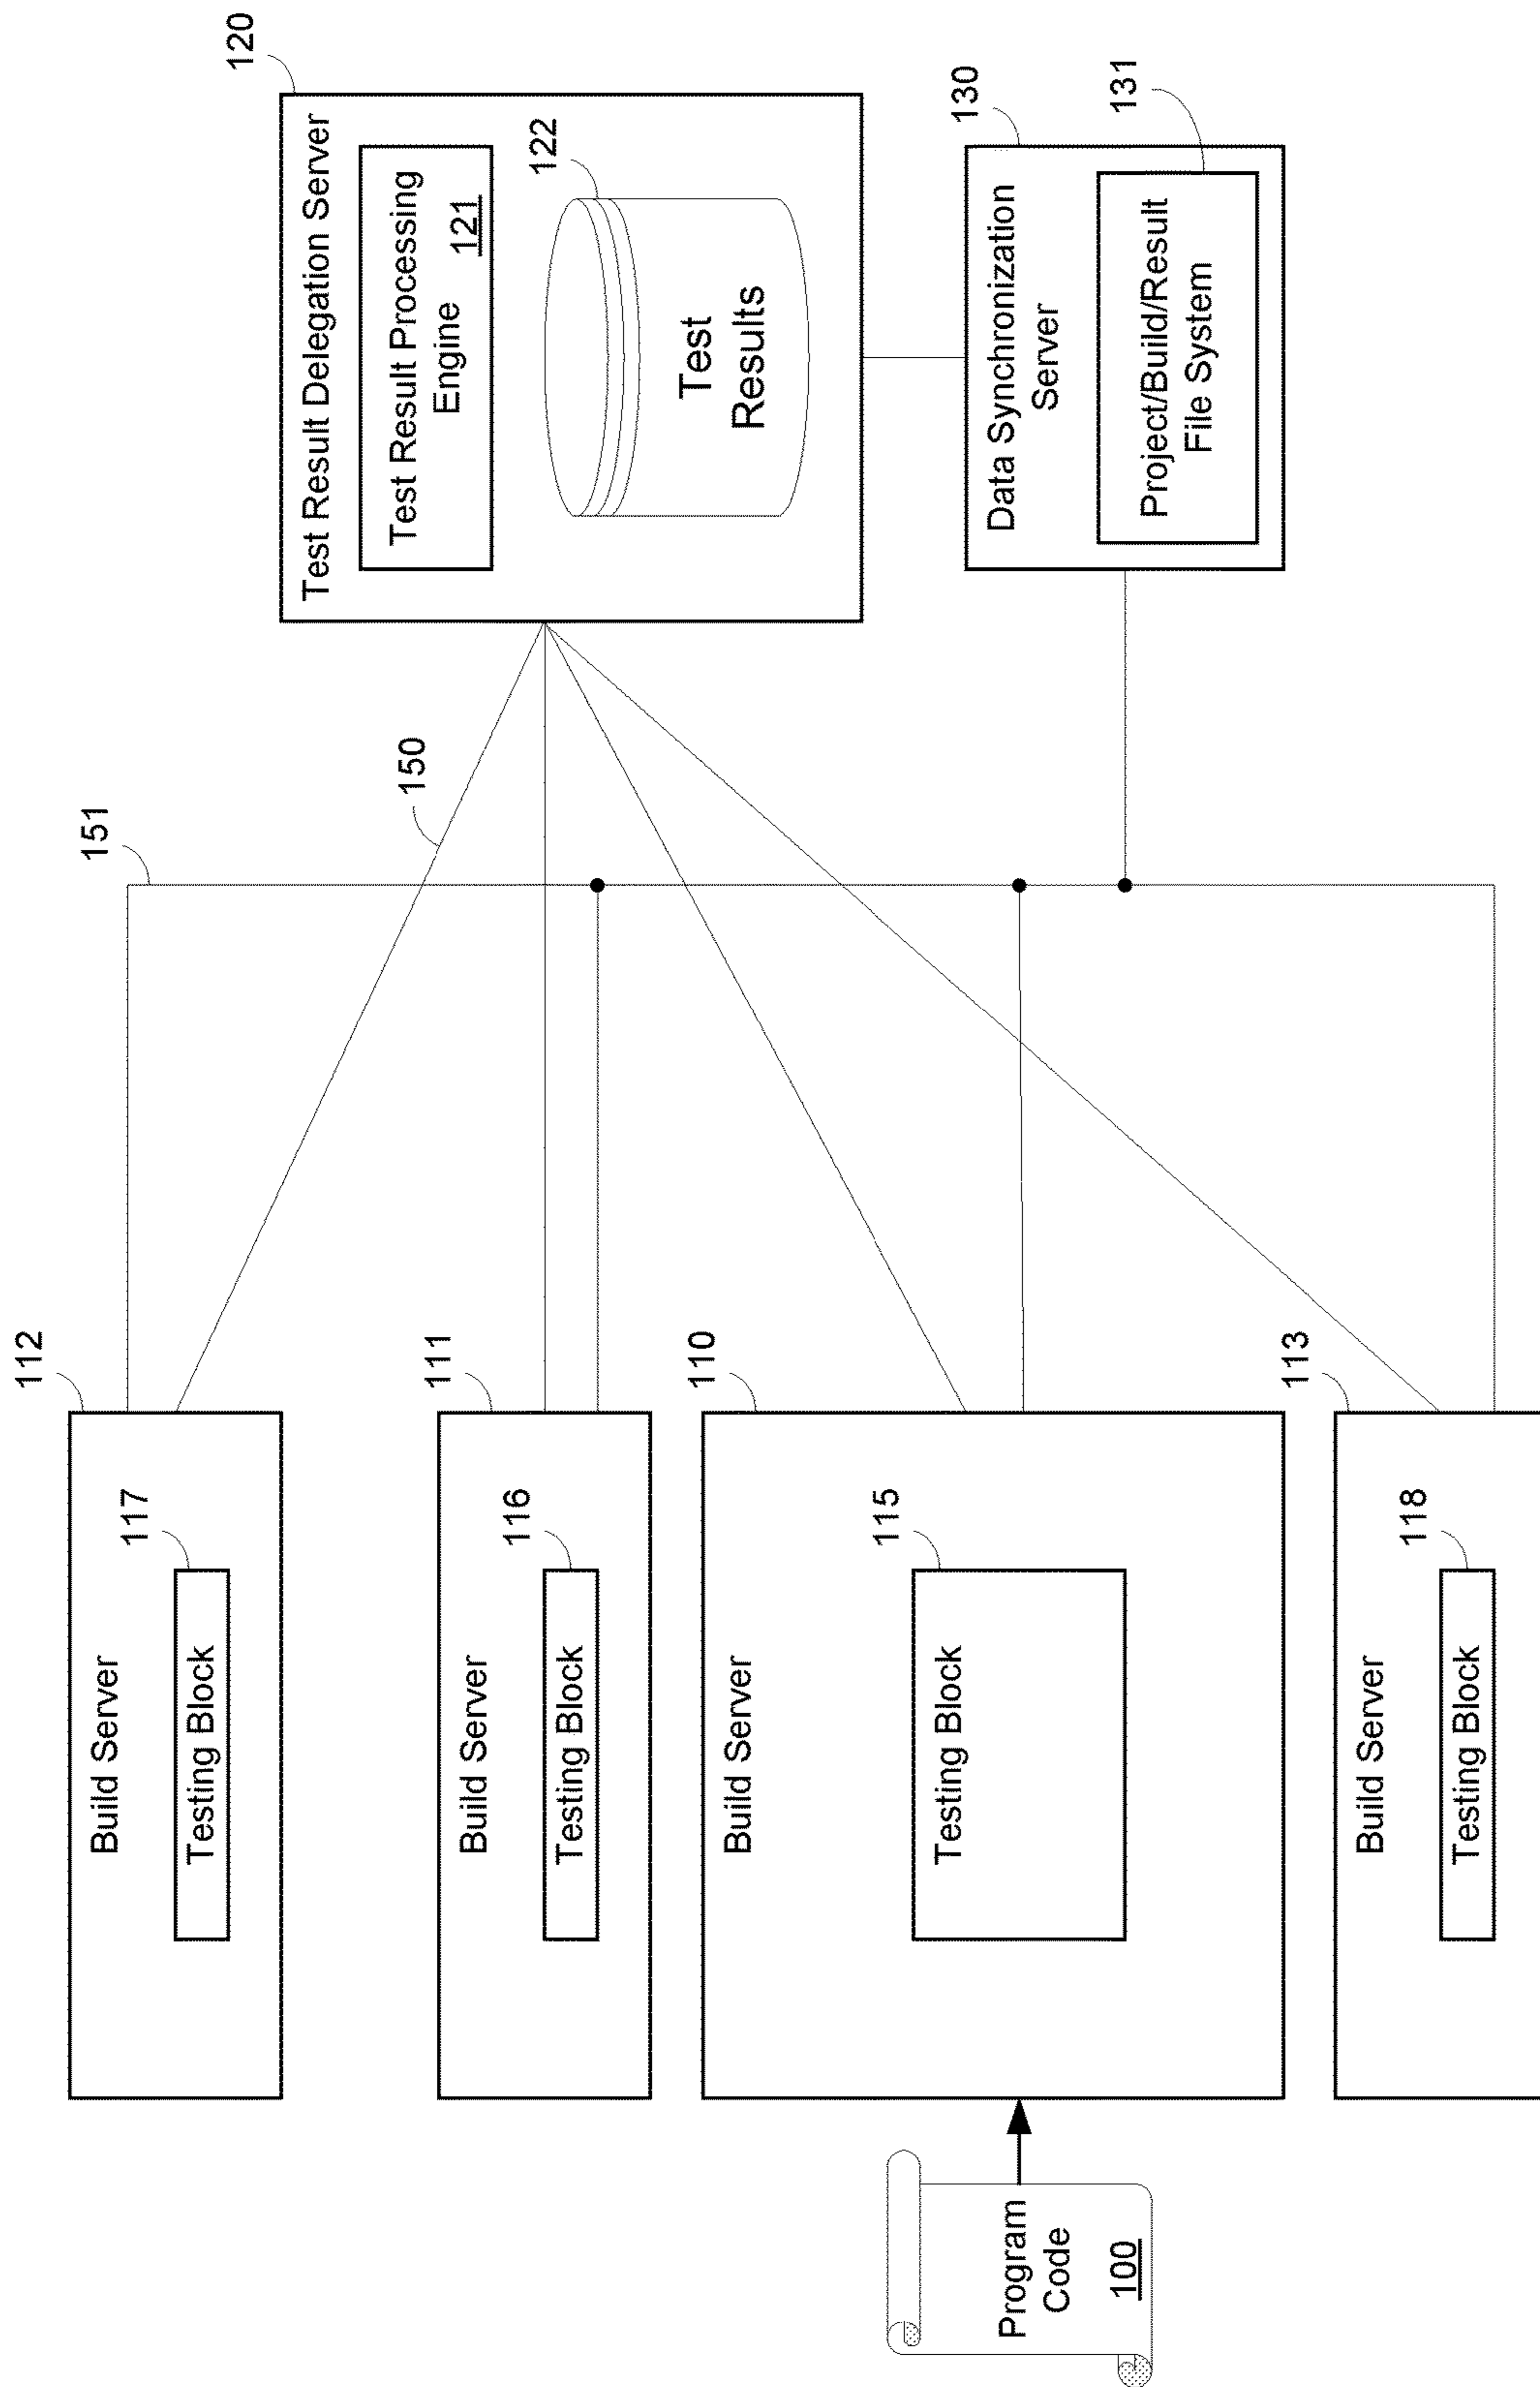 112
Build Server
117
Testing Block
111
Build Server
116
Testing Block
110
Build Server
115
Testing Block
113
Build Server
118
Testing Block
Program
Code
100
151
150
120
Test Result Delegation Server
Test Result Processing
Engine
121
122
Test
Results
130
Data Synchronization
Server
131
Project/Build/Result
File System